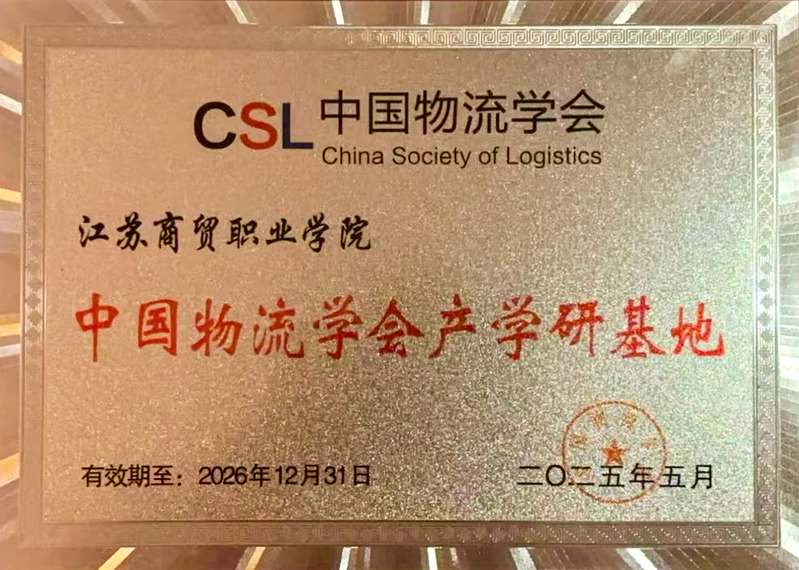 CSL 中国物流学会
China Society of Logistics
江苏商贸职业学院
中国物流学会产学研基地
有效期至：2026年12月31日
二〇二五年五月